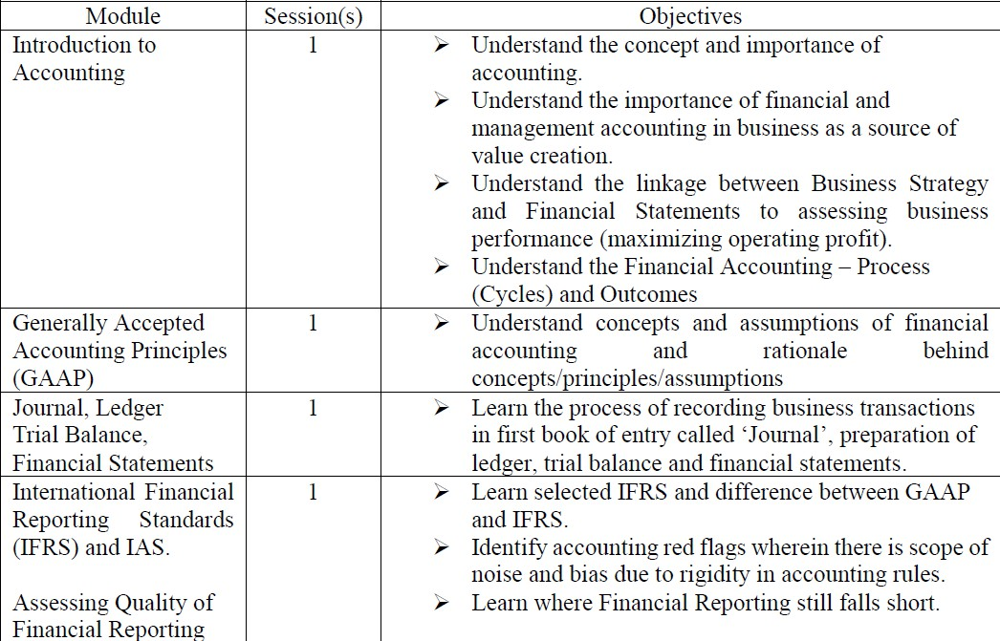 Module Session(s) Objectives
Introduction to
Accounting
1
➢ Understand the concept and importance of
accounting.
➢ Understand the importance of financial and
management accounting in business as a source of
value creation.
➢ Understand the linkage between Business Strategy
and Financial Statements to assessing business
performance (maximizing operating profit).
➢ Understand the Financial Accounting – Process
(Cycles) and Outcomes
Generally Accepted
Accounting Principles
(GAAP)
1
➢ Understand concepts and assumptions of financial
accounting and rationale behind
concepts/principles/assumptions
Journal, Ledger
Trial Balance,
Financial Statements
1
➢ Learn the process of recording business transactions
in first book of entry called ‘Journal’, preparation of
ledger, trial balance and financial statements.
International Financial
Reporting Standards
(IFRS) and IAS.
Assessing Quality of
Financial Reporting
1
➢ Learn selected IFRS and difference between GAAP
and IFRS.
➢ Identify accounting red flags wherein there is scope of
noise and bias due to rigidity in accounting rules.
➢ Learn where Financial Reporting still falls short.